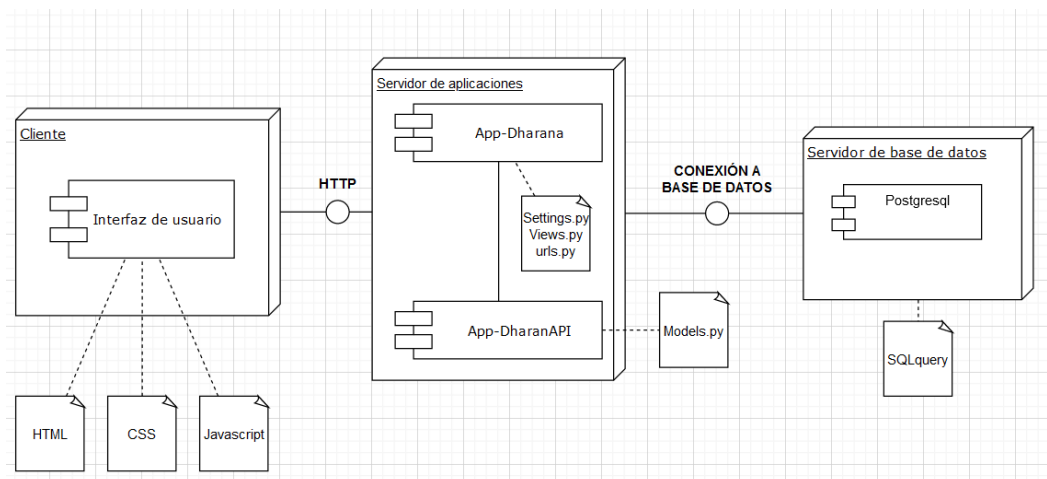 Cliente
Interfaz de usuario
HTML
CSS
Javascript
HTTP
Servidor de aplicaciones
App-Dharana
Settings.py
Views.py
urls.py
App-DharanAPI
Models.py
CONEXIÓN A
BASE DE DATOS
Servidor de base de datos
Postgresql
SQLquery